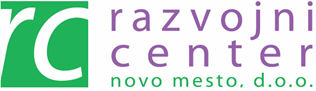 rc
razvojni
center
novo mesto, d.o.o.